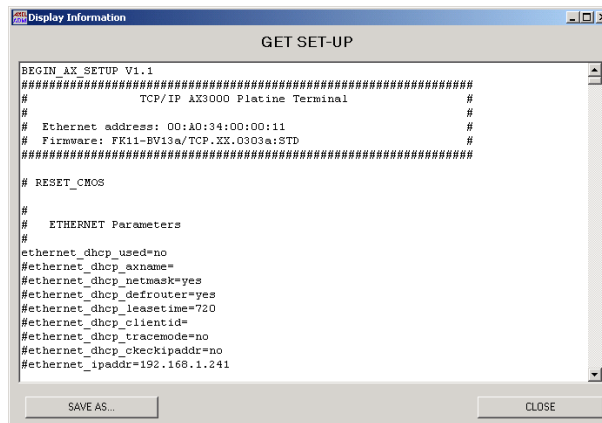 AXEL ADM Display Information
GET SET-UP
BEGIN_AX_SETUP V1.1
#################################################################
# TCP/IP AX3000 Platine Terminal #
# #
# Ethernet address: 00:A0:34:00:00:11 #
# Firmware: FK11-BV13a/TCP.XX.0303a:STD #
#################################################################
# RESET_CMOS
#
# ETHERNET Parameters
#
ethernet_dhcp_used=no
#ethernet_dhcp_axname=
#ethernet_dhcp_netmask=yes
#ethernet_dhcp_defrouter=yes
#ethernet_dhcp_leasetime=720
#ethernet_dhcp_clientid=
#ethernet_dhcp_tracemode=no
#ethernet_dhcp_ckeckipaddr=no
#ethernet_ipaddr=192.168.1.241
SAVE AS... CLOSE